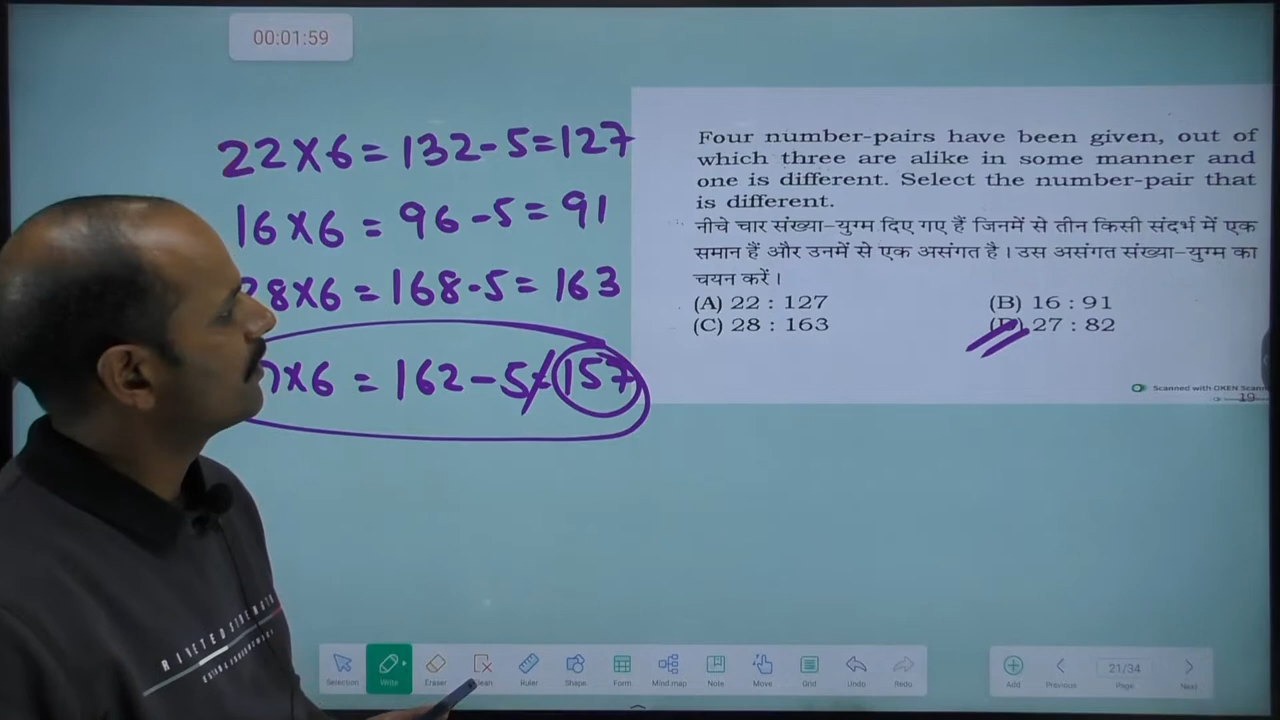 00:01:59
22×6=132-5=127
16×6=96-5=91
8×6=168-5=163
×6=162-5=157
Four number-pairs have been given, out of
which three are alike in some manner and
one is different. Select the number-pair that
is different.
नीचे चार संख्या-युग्म दिए गए हैं जिनमें से तीन किसी संदर्भ में एक
समान हैं और उनमें से एक असंगत है। उस असंगत संख्या-युग्म का
चयन करें।
(A) 22 : 127 (B) 16 : 91
(C) 28 : 163 (D) 27 : 82
Scanned with OKEN Scann
19
RIVETED STRENGTH
Selection Write Eraser Clean Ruler Shape Form Mind map Note Move Grid Undo Redo
Add Previous 21/34 Page Next